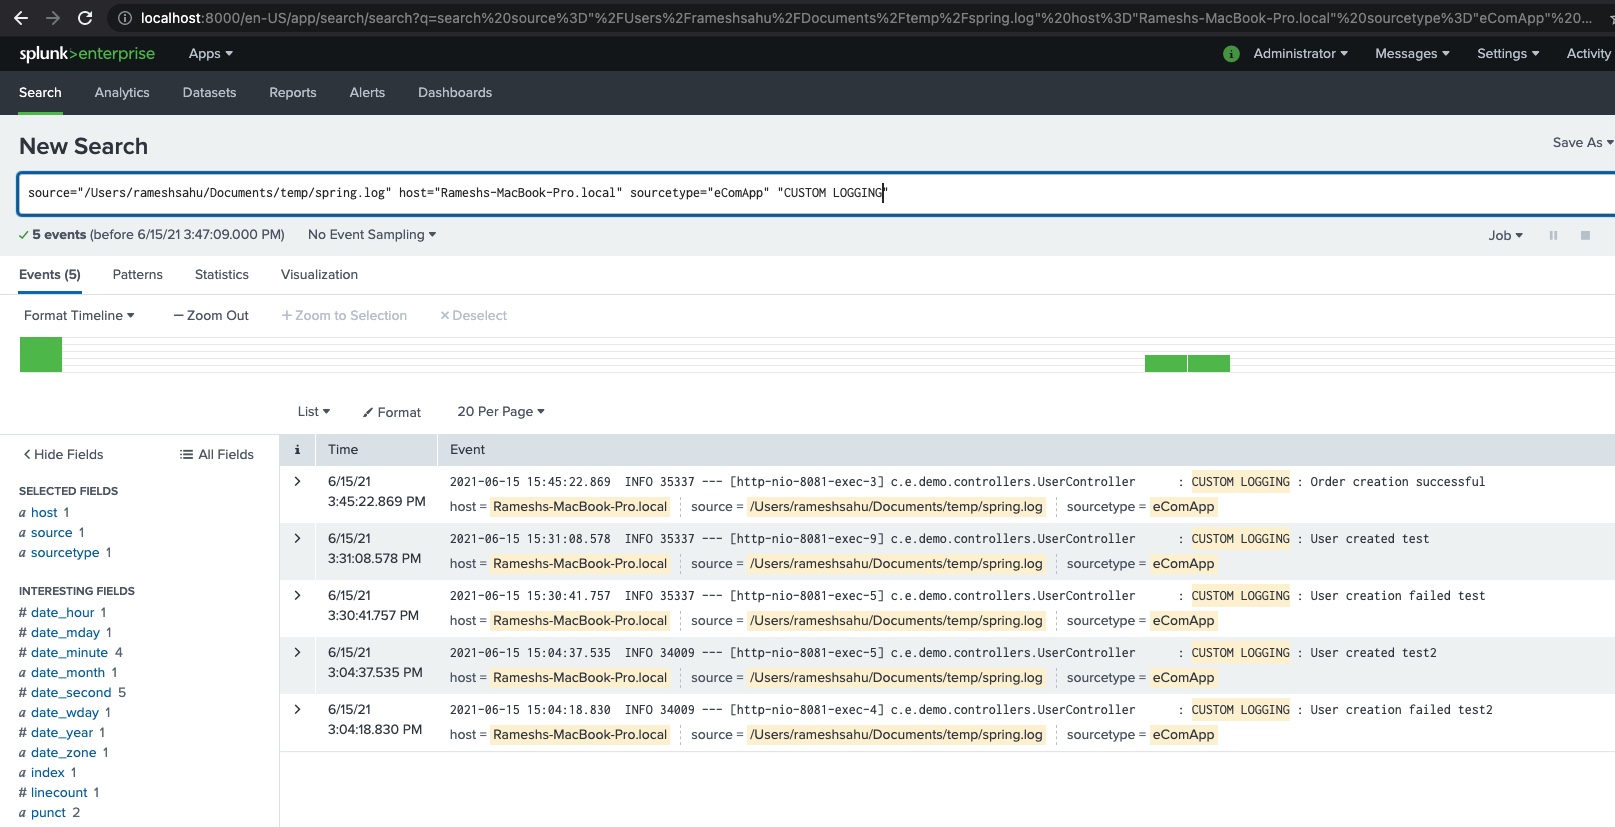 localhost:8000/en-US/app/search/search?q=search%20source%3D"%2FUsers%2Frameshsahu%2FDocuments%2Ftemp%2Fspring.log"%20host%3D"Rameshs-MacBook-Pro.local"%20sourcetype%3D"eComApp"%20...
splunk>enterprise Apps i Administrator Messages Settings Activity
Search Analytics Datasets Reports Alerts Dashboards
New Search
Save As
source="/Users/rameshsahu/Documents/temp/spring.log" host="Rameshs-MacBook-Pro.local" sourcetype="eComApp" "CUSTOM LOGGING"
5 events (before 6/15/21 3:47:09.000 PM) No Event Sampling Job
Events (5) Patterns Statistics Visualization
Format Timeline — Zoom Out + Zoom to Selection × Deselect
List Format 20 Per Page
< Hide Fields All Fields
i Time Event
SELECTED FIELDS
a host 1
a source 1
a sourcetype 1
INTERESTING FIELDS
# date_hour 1
# date_mday 1
# date_minute 4
a date_month 1
# date_second 5
a date_wday 1
# date_year 1
a date_zone 1
a index 1
# linecount 1
a punct 2
> 6/15/21 2021-06-15 15:45:22.869 INFO 35337 --- [http-nio-8081-exec-3] c.e.demo.controllers.UserController : CUSTOM LOGGING : Order creation successful
3:45:22.869 PM host = Rameshs-MacBook-Pro.local source = /Users/rameshsahu/Documents/temp/spring.log sourcetype = eComApp
> 6/15/21 2021-06-15 15:31:08.578 INFO 35337 --- [http-nio-8081-exec-9] c.e.demo.controllers.UserController : CUSTOM LOGGING : User created test
3:31:08.578 PM host = Rameshs-MacBook-Pro.local source = /Users/rameshsahu/Documents/temp/spring.log sourcetype = eComApp
> 6/15/21 2021-06-15 15:30:41.757 INFO 35337 --- [http-nio-8081-exec-5] c.e.demo.controllers.UserController : CUSTOM LOGGING : User creation failed test
3:30:41.757 PM host = Rameshs-MacBook-Pro.local source = /Users/rameshsahu/Documents/temp/spring.log sourcetype = eComApp
> 6/15/21 2021-06-15 15:04:37.535 INFO 34009 --- [http-nio-8081-exec-5] c.e.demo.controllers.UserController : CUSTOM LOGGING : User created test2
3:04:37.535 PM host = Rameshs-MacBook-Pro.local source = /Users/rameshsahu/Documents/temp/spring.log sourcetype = eComApp
> 6/15/21 2021-06-15 15:04:18.830 INFO 34009 --- [http-nio-8081-exec-4] c.e.demo.controllers.UserController : CUSTOM LOGGING : User creation failed test2
3:04:18.830 PM host = Rameshs-MacBook-Pro.local source = /Users/rameshsahu/Documents/temp/spring.log sourcetype = eComApp